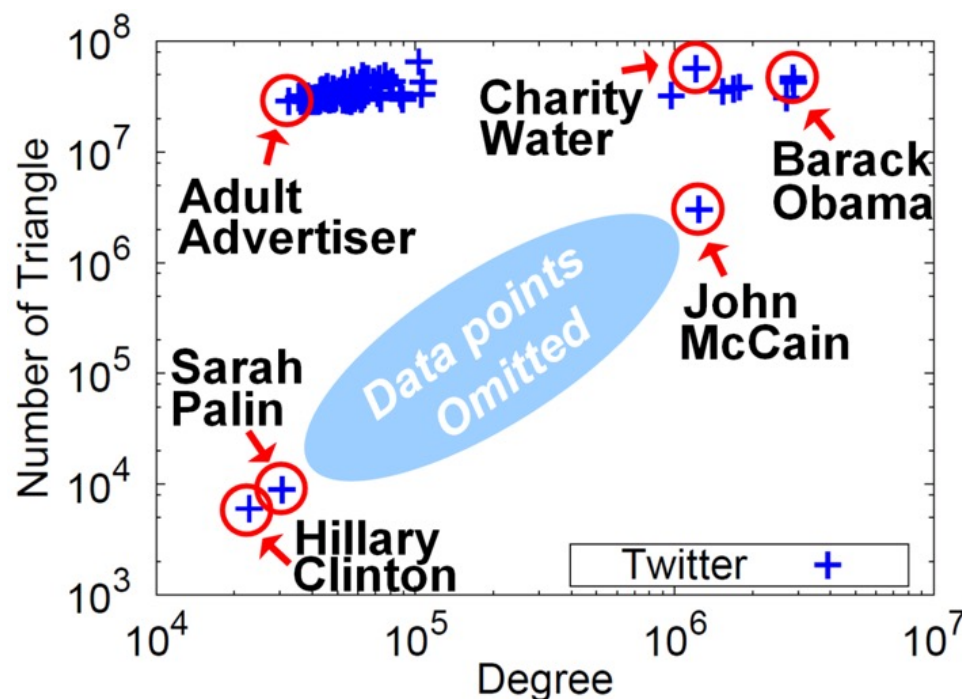 10^8
10^7
10^6
10^5
10^4
10^3
Number of Triangle
Charity
Water
Barack
Obama
Adult
Advertiser
John
McCain
Data points
Omitted
Sarah
Palin
Hillary
Clinton
Twitter
10^4
10^5
10^6
10^7
Degree